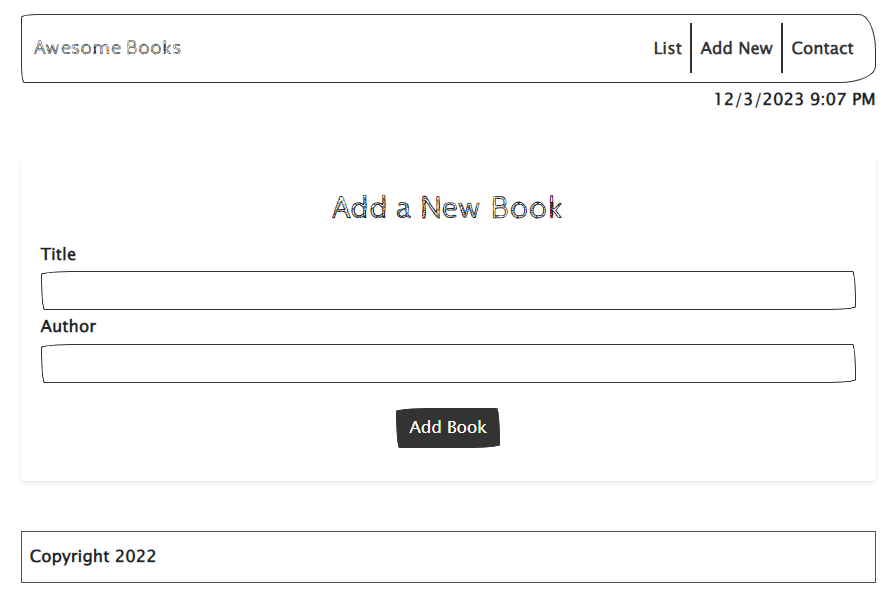 Awesome Books List Add New Contact
12/3/2023 9:07 PM
Add a New Book
Title
Author
Add Book
Copyright 2022